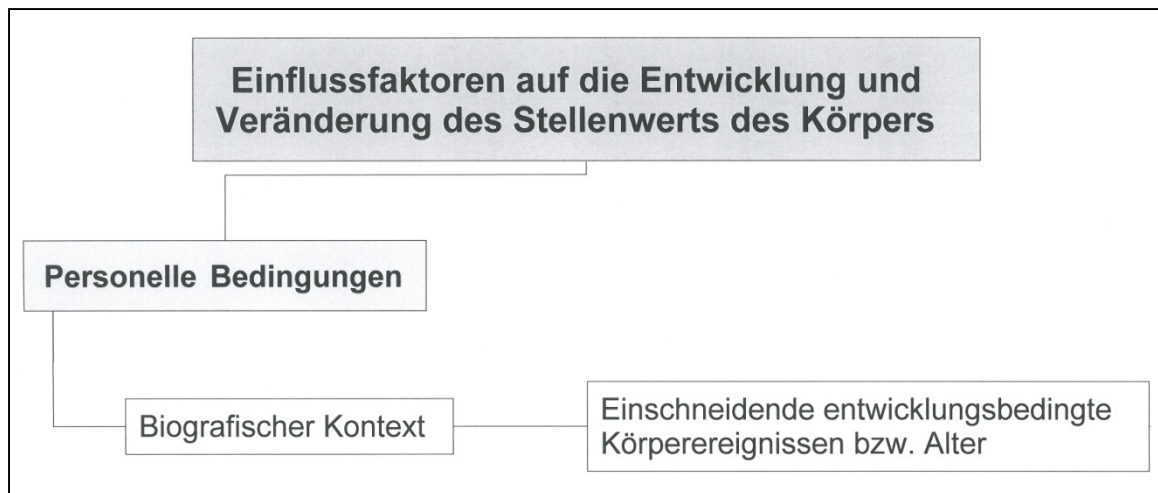 Einflussfaktoren auf die Entwicklung und
Veränderung des Stellenwerts des Körpers
Personelle Bedingungen
Biografischer Kontext
Einschneidende entwicklungsbedingte
Körperereignissen bzw. Alter